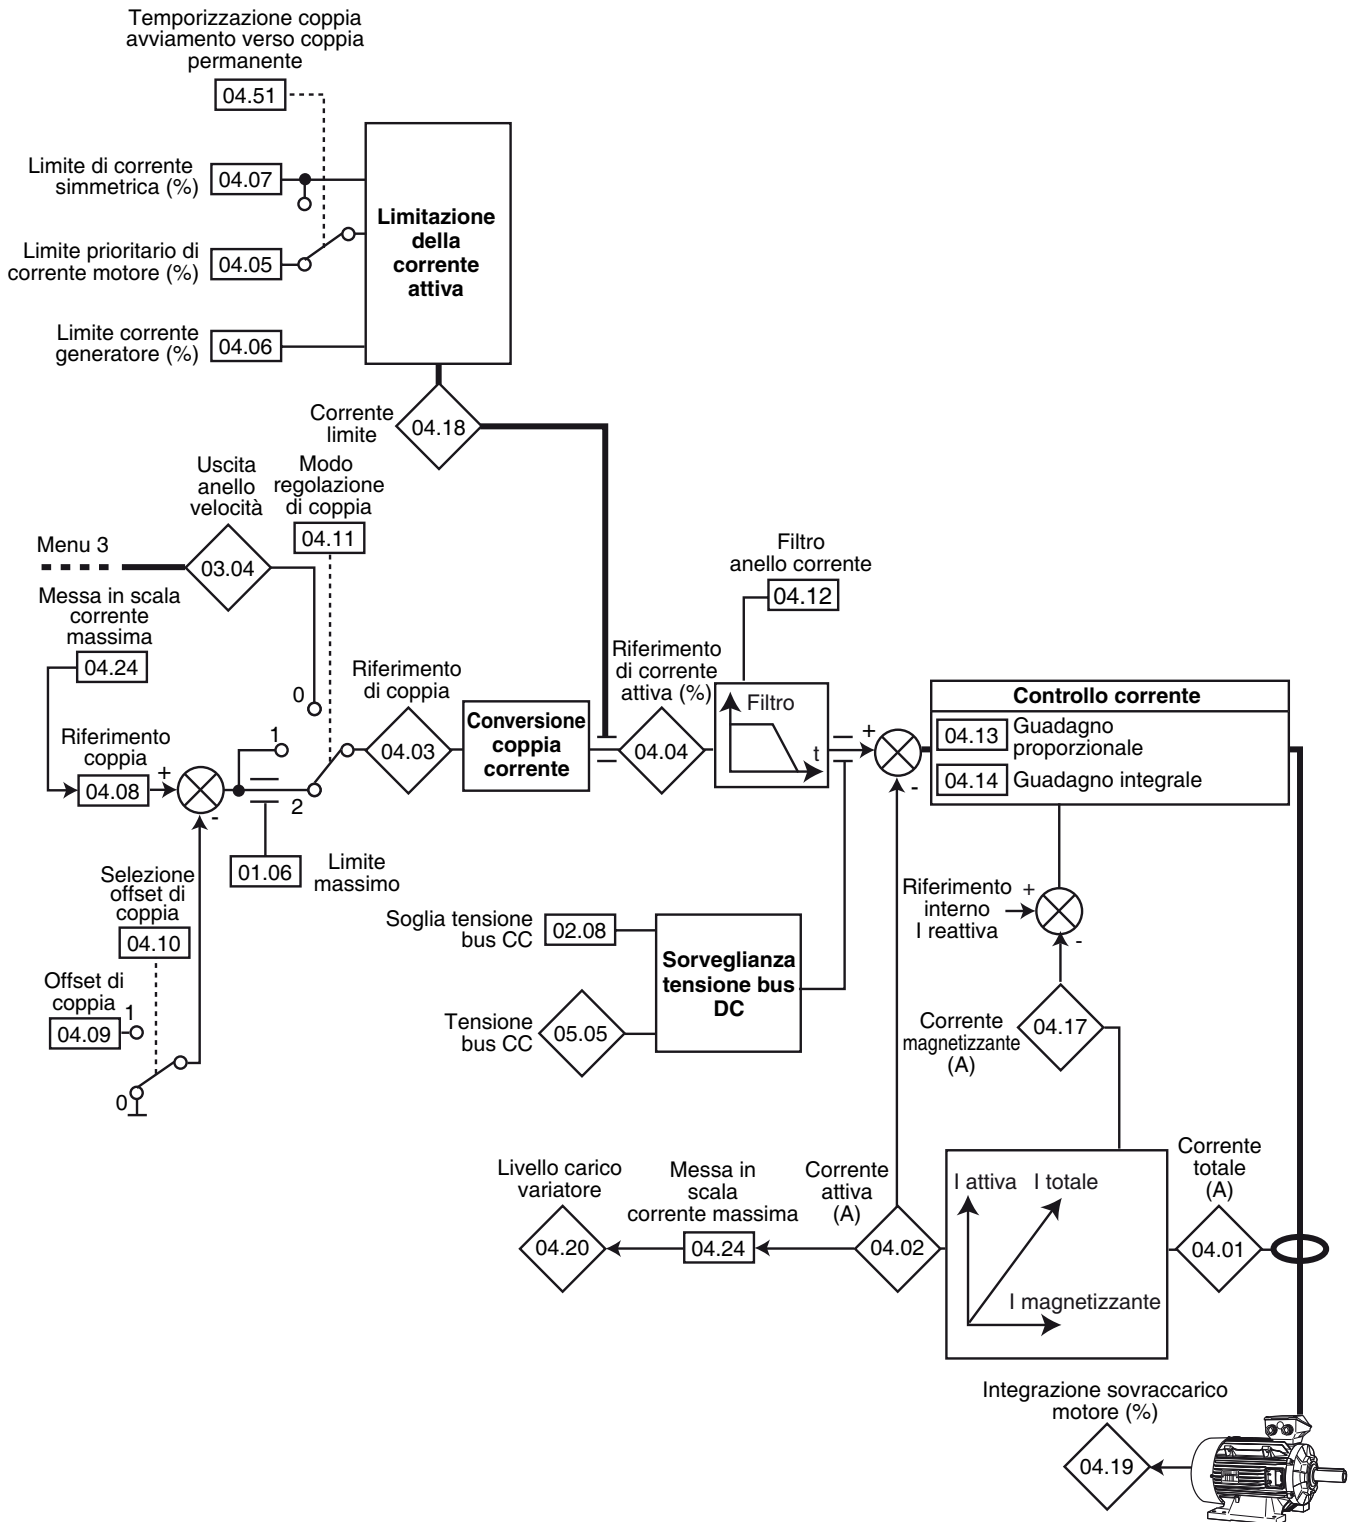 Temporizzazione coppia
avviamento verso coppia
permanente
04.51
Limite di corrente
simmetrica (%)
04.07
Limite prioritario di
corrente motore (%)
04.05
Limite corrente
generatore (%)
04.06
Limitazione
della
corrente
attiva
Corrente
limite
04.18
Uscita
anello
velocità
Modo
regolazione
di coppia
04.11
Menu 3
03.04
Messa in scala
corrente
massima
04.24
Filtro
anello corrente
04.12
Riferimento
coppia
04.08
+
-
0
1
2
01.06
Limite
massimo
Riferimento
di coppia
04.03
Conversione
coppia
corrente
Riferimento
di corrente
attiva (%)
04.04
Filtro
t
+
-
Controllo corrente
04.13
Guadagno
proporzionale
04.14
Guadagno integrale
Selezione
offset di
coppia
04.10
Offset di
coppia
04.09
1
0
Soglia tensione
bus CC
02.08
Tensione
bus CC
05.05
Sorveglianza
tensione bus
DC
Riferimento
interno
I reattiva
+
-
Corrente
magnetizzante
(A)
04.17
Livello carico
variatore
04.20
Messa in
scala
corrente massima
04.24
Corrente
attiva
(A)
04.02
I attiva
I totale
I magnetizzante
Corrente
totale
(A)
04.01
Integrazione sovraccarico
motore (%)
04.19